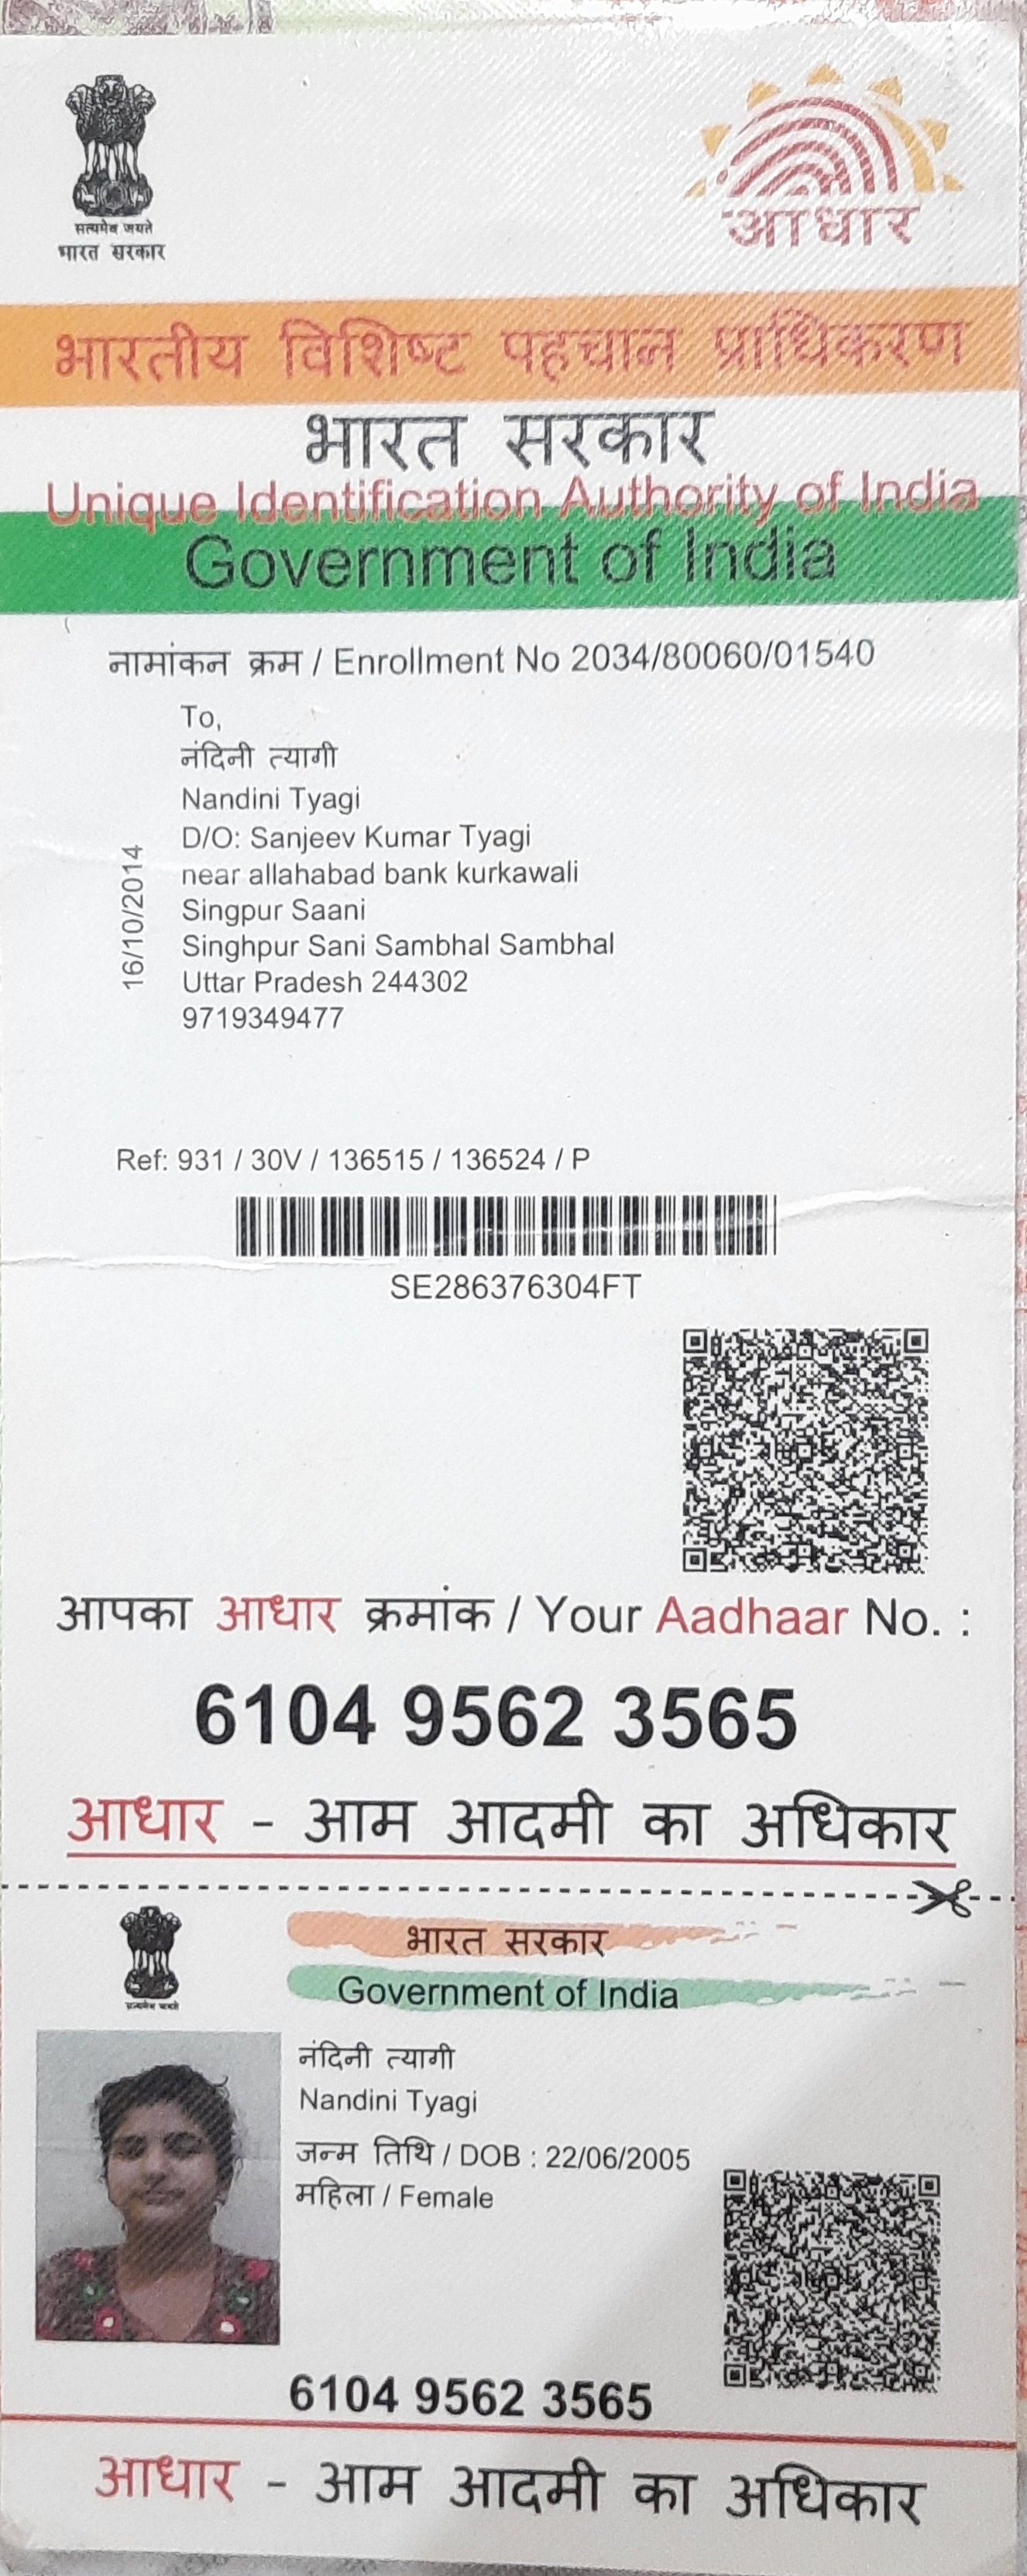 सत्यमेव जयते
भारत सरकार
आधार
भारतीय विशिष्ट पहचान प्राधिकरण
भारत सरकार
Unique Identification Authority of India
Government of India
नामांकन क्रम / Enrollment No 2034/80060/01540
To,
नंदिनी त्यागी
Nandini Tyagi
D/O: Sanjeev Kumar Tyagi
near allahabad bank kurkawali
Singpur Saani
Singhpur Sani Sambhal Sambhal
Uttar Pradesh 244302
9719349477
16/10/2014
Ref: 931 / 30V / 136515 / 136524 / P
SE286376304FT
आपका आधार क्रमांक / Your Aadhaar No. :
6104 9562 3565
आधार - आम आदमी का अधिकार
भारत सरकार
Government of India
सत्यमेव जयते
नंदिनी त्यागी
Nandini Tyagi
जन्म तिथि / DOB : 22/06/2005
महिला / Female
6104 9562 3565
आधार - आम आदमी का अधिकार